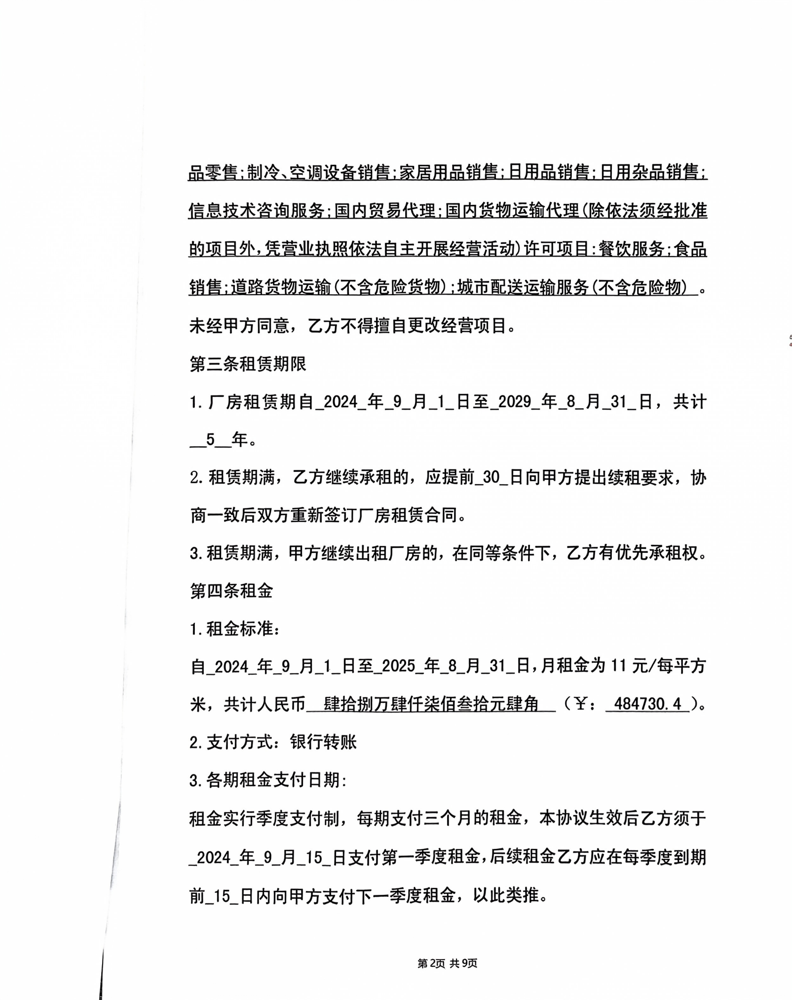 品零售;制冷、空调设备销售;家居用品销售;日用品销售;日用杂品销售;
信息技术咨询服务;国内贸易代理;国内货物运输代理(除依法须经批准
的项目外,凭营业执照依法自主开展经营活动)许可项目:餐饮服务;食品
销售;道路货物运输(不含危险货物);城市配送运输服务(不含危险物) 。
未经甲方同意，乙方不得擅自更改经营项目。
第三条租赁期限
1. 厂房租赁期自_2024_年_9_月_1_日至_2029_年_8_月_31_日，共计
__5__年。
2. 租赁期满，乙方继续承租的，应提前_30_日向甲方提出续租要求，协
商一致后双方重新签订厂房租赁合同。
3. 租赁期满，甲方继续出租厂房的，在同等条件下，乙方有优先承租权。
第四条租金
1. 租金标准：
自_2024_年_9_月_1_日至_2025_年_8_月_31_日,月租金为 11 元/每平方
米，共计人民币__肆拾捌万肆仟柒佰叁拾元肆角__（￥：_484730.4_）。
2. 支付方式：银行转账
3. 各期租金支付日期:
租金实行季度支付制，每期支付三个月的租金，本协议生效后乙方须于
_2024_年_9_月_15_日支付第一季度租金,后续租金乙方应在每季度到期
前_15_日内向甲方支付下一季度租金，以此类推。
第2页 共9页